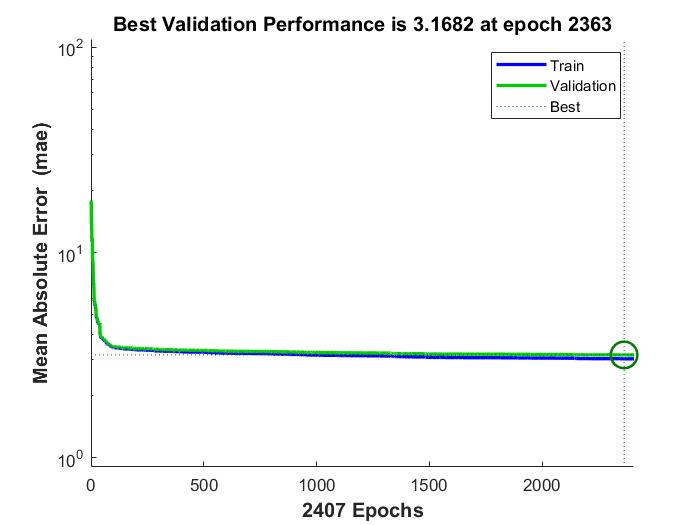 Best Validation Performance is 3.1682 at epoch 2363
10^2
10^1
10^0
Mean Absolute Error (mae)
Train
Validation
Best
0 500 1000 1500 2000
2407 Epochs